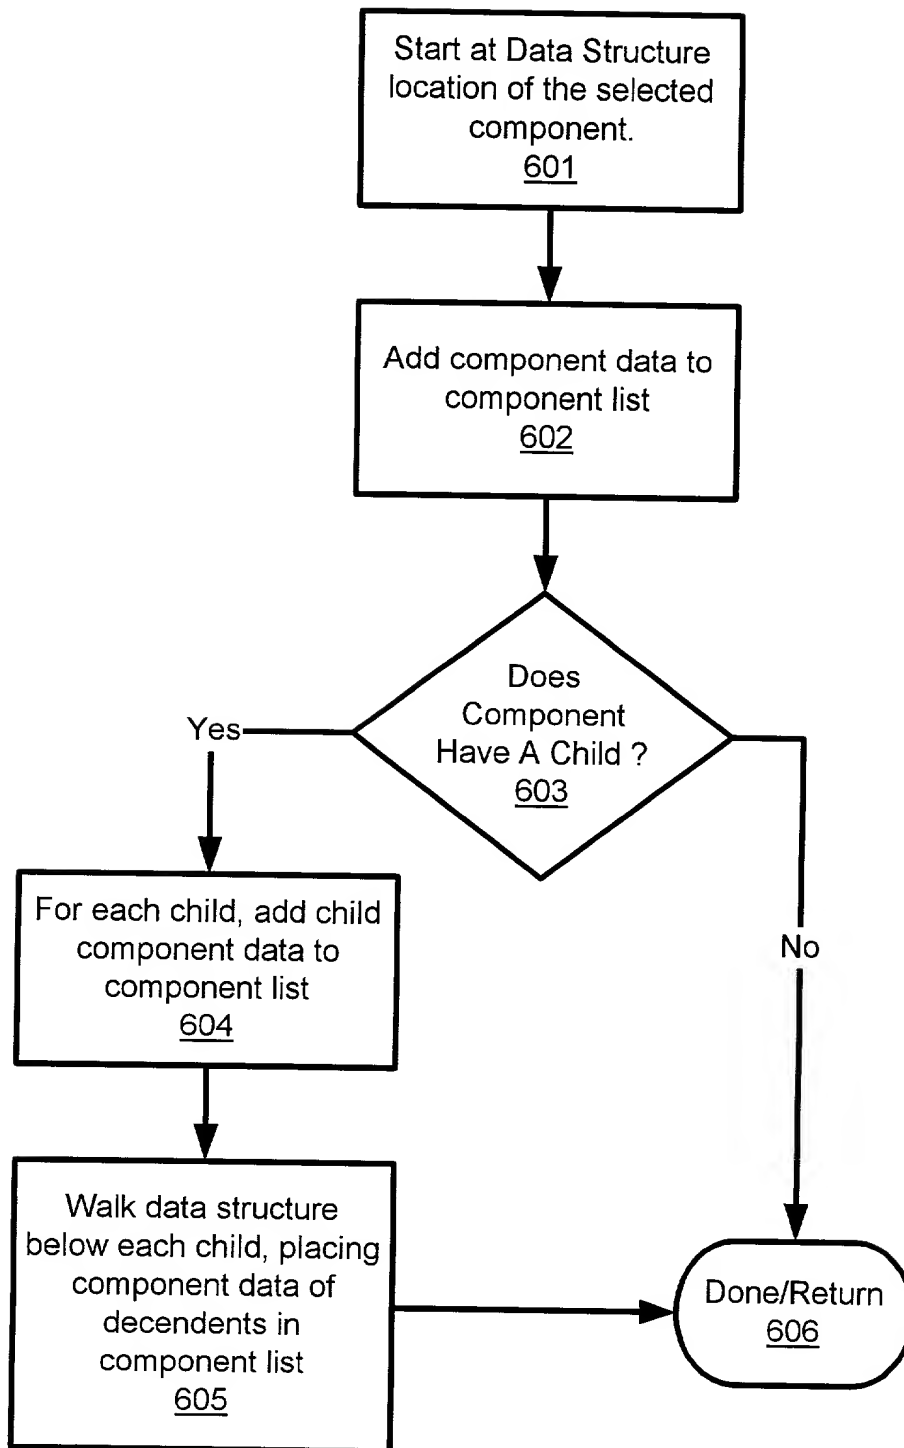 Start at Data Structure
location of the selected
component.
601
Add component data to
component list
602
Does
Component
Have A Child ?
603
Yes
No
For each child, add child
component data to
component list
604
Walk data structure
below each child, placing
component data of
decendents in
component list
605
Done/Return
606